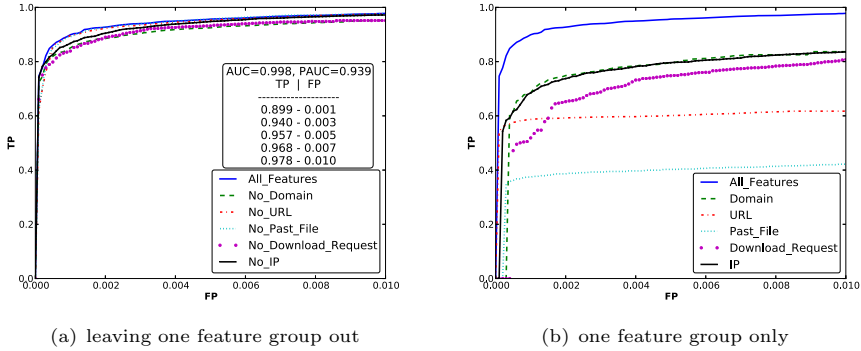 1.0
0.8
0.6
0.4
0.2
0.0
TP
AUC=0.998, PAUC=0.939
TP | FP
--------------------
0.899 - 0.001
0.940 - 0.003
0.957 - 0.005
0.968 - 0.007
0.978 - 0.010
All_Features
No_Domain
No_URL
No_Past_File
No_Download_Request
No_IP
0.000 0.002 0.004 0.006 0.008 0.010
FP
(a) leaving one feature group out
1.0
0.8
0.6
0.4
0.2
0.0
TP
All_Features
Domain
URL
Past_File
Download_Request
IP
0.000 0.002 0.004 0.006 0.008 0.010
FP
(b) one feature group only